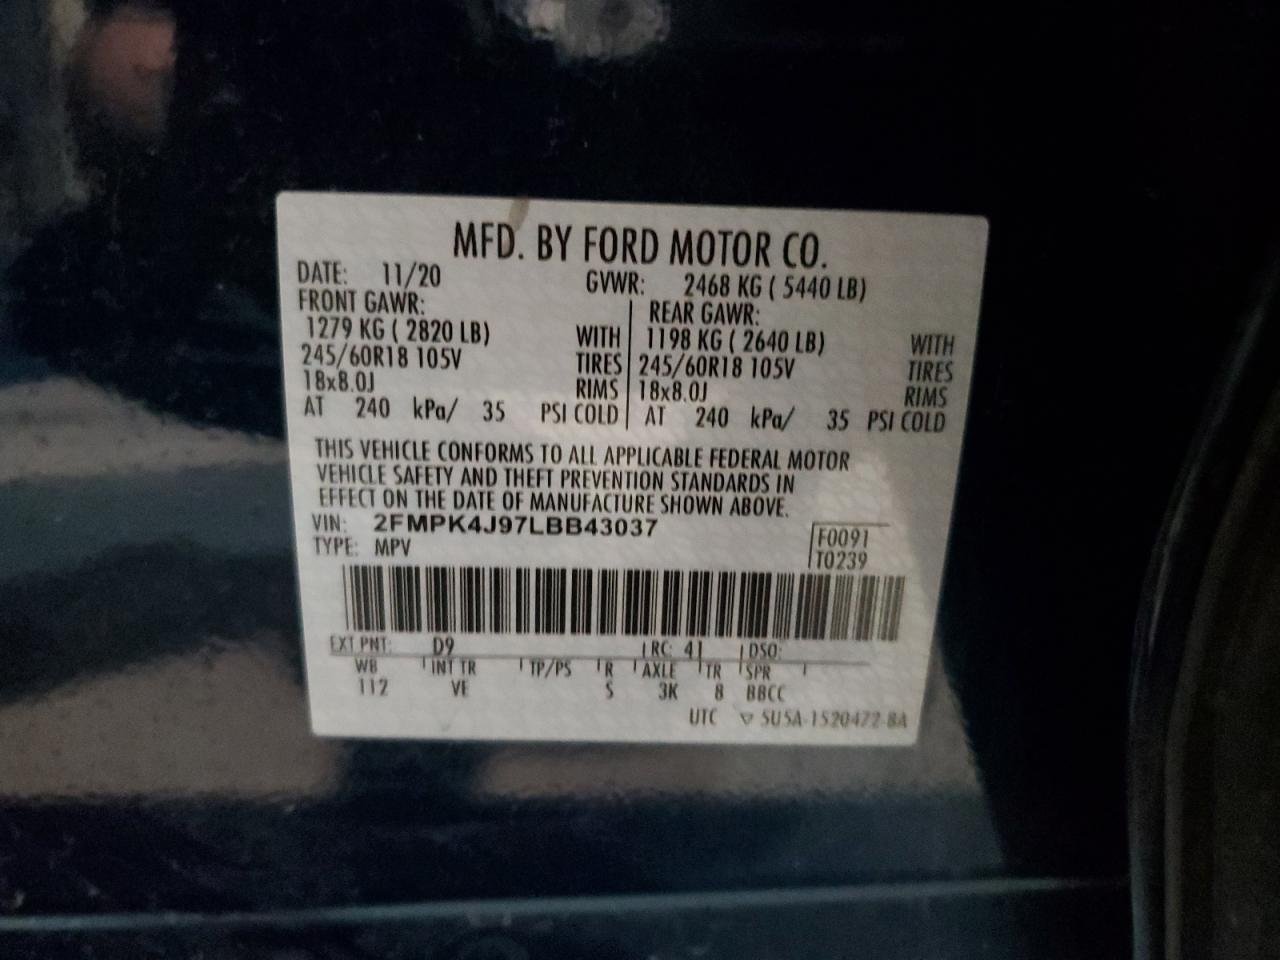 MFD. BY FORD MOTOR CO.
DATE: 11/20 GVWR: 2468 KG ( 5440 LB)
FRONT GAWR: REAR GAWR:
1279 KG ( 2820 LB) WITH 1198 KG ( 2640 LB) WITH
245/60R18 105V TIRES 245/60R18 105V TIRES
18x8.0J RIMS 18x8.0J RIMS
AT 240 kPa/ 35 PSI COLD AT 240 kPa/ 35 PSI COLD
THIS VEHICLE CONFORMS TO ALL APPLICABLE FEDERAL MOTOR
VEHICLE SAFETY AND THEFT PREVENTION STANDARDS IN
EFFECT ON THE DATE OF MANUFACTURE SHOWN ABOVE.
VIN: 2FMPK4J97LBB43037
TYPE: MPV
F0091
T0239
EXT PNT: D9 RC: 41 DSO:
WB INT TR TP/PS R AXLE TR SPR
112 VE S 3K 8 BBCC
UTC ▽ 5U5A-1520472-BA